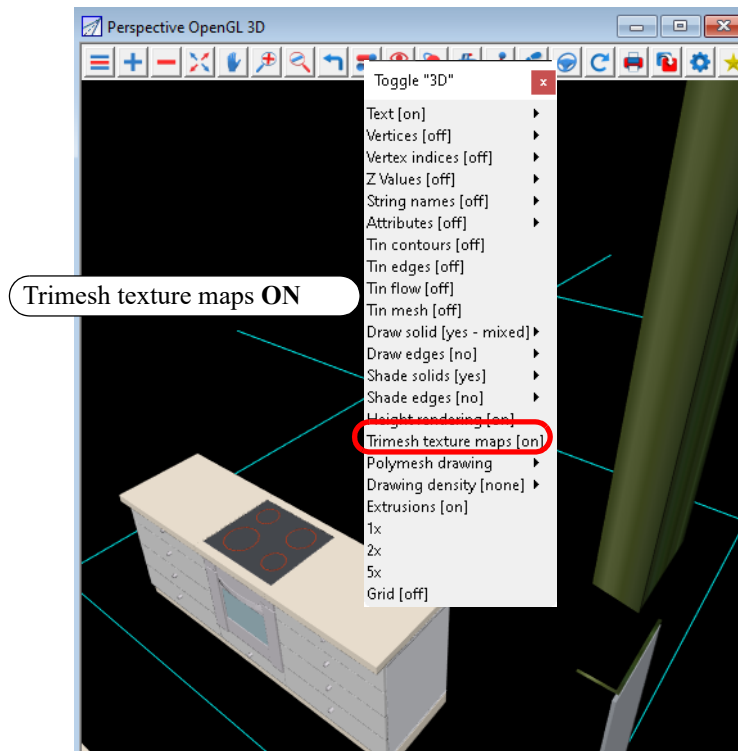 Perspective OpenGL 3D
Toggle "3D"
x
Text [on]
Vertices [off]
Vertex indices [off]
Z Values [off]
String names [off]
Attributes [off]
Tin contours [off]
Tin edges [off]
Trimesh texture maps ON
Tin flow [off]
Tin mesh [off]
Draw solid [yes - mixed]
Draw edges [no]
Shade solids [yes]
Shade edges [no]
Height rendering [on]
Trimesh texture maps [on]
Polymesh drawing
Drawing density [none]
Extrusions [on]
1x
2x
5x
Grid [off]